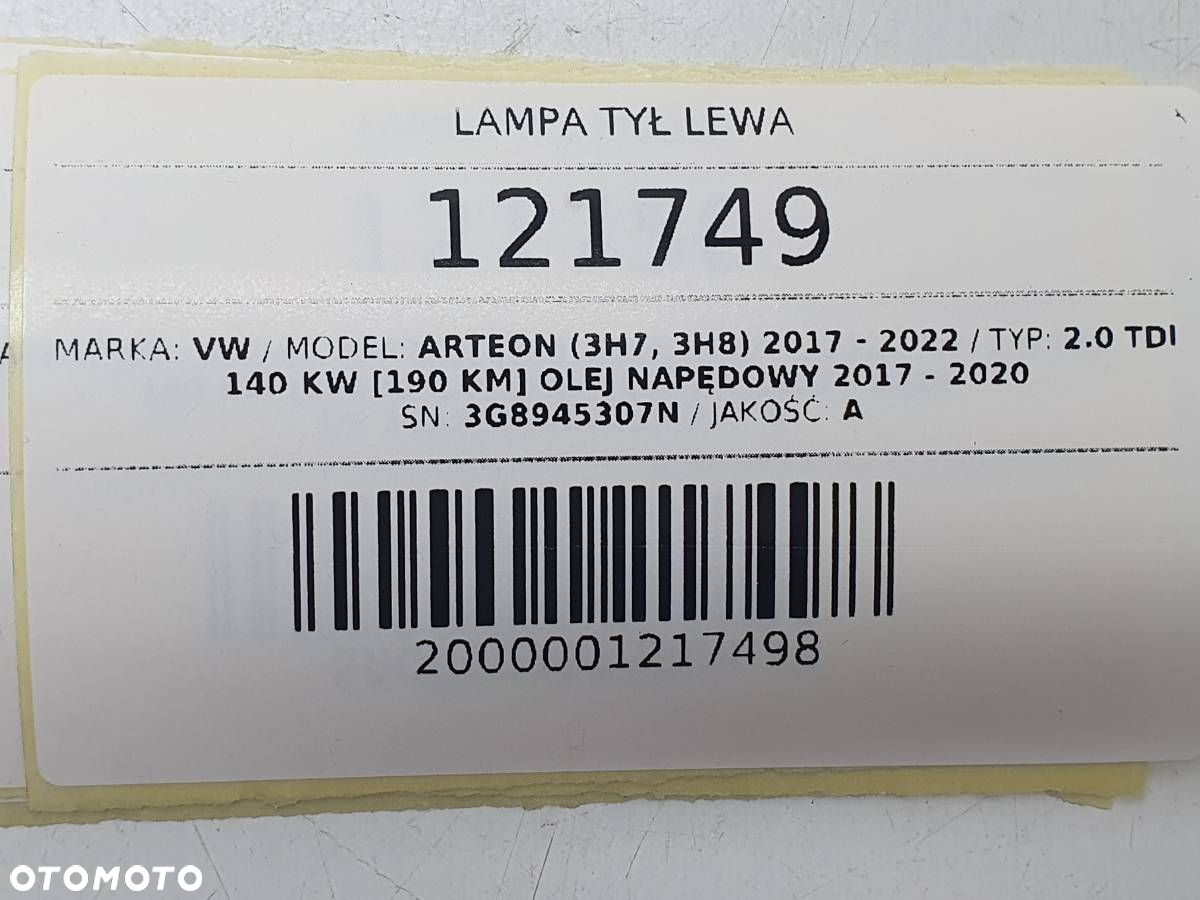 LAMPA TYŁ LEWA
121749
MARKA: VW / MODEL: ARTEON (3H7, 3H8) 2017 - 2022 / TYP: 2.0 TDI
140 KW [190 KM] OLEJ NAPĘDOWY 2017 - 2020
SN: 3G8945307N / JAKOŚĆ: A
2000001217498
OTOMOTO